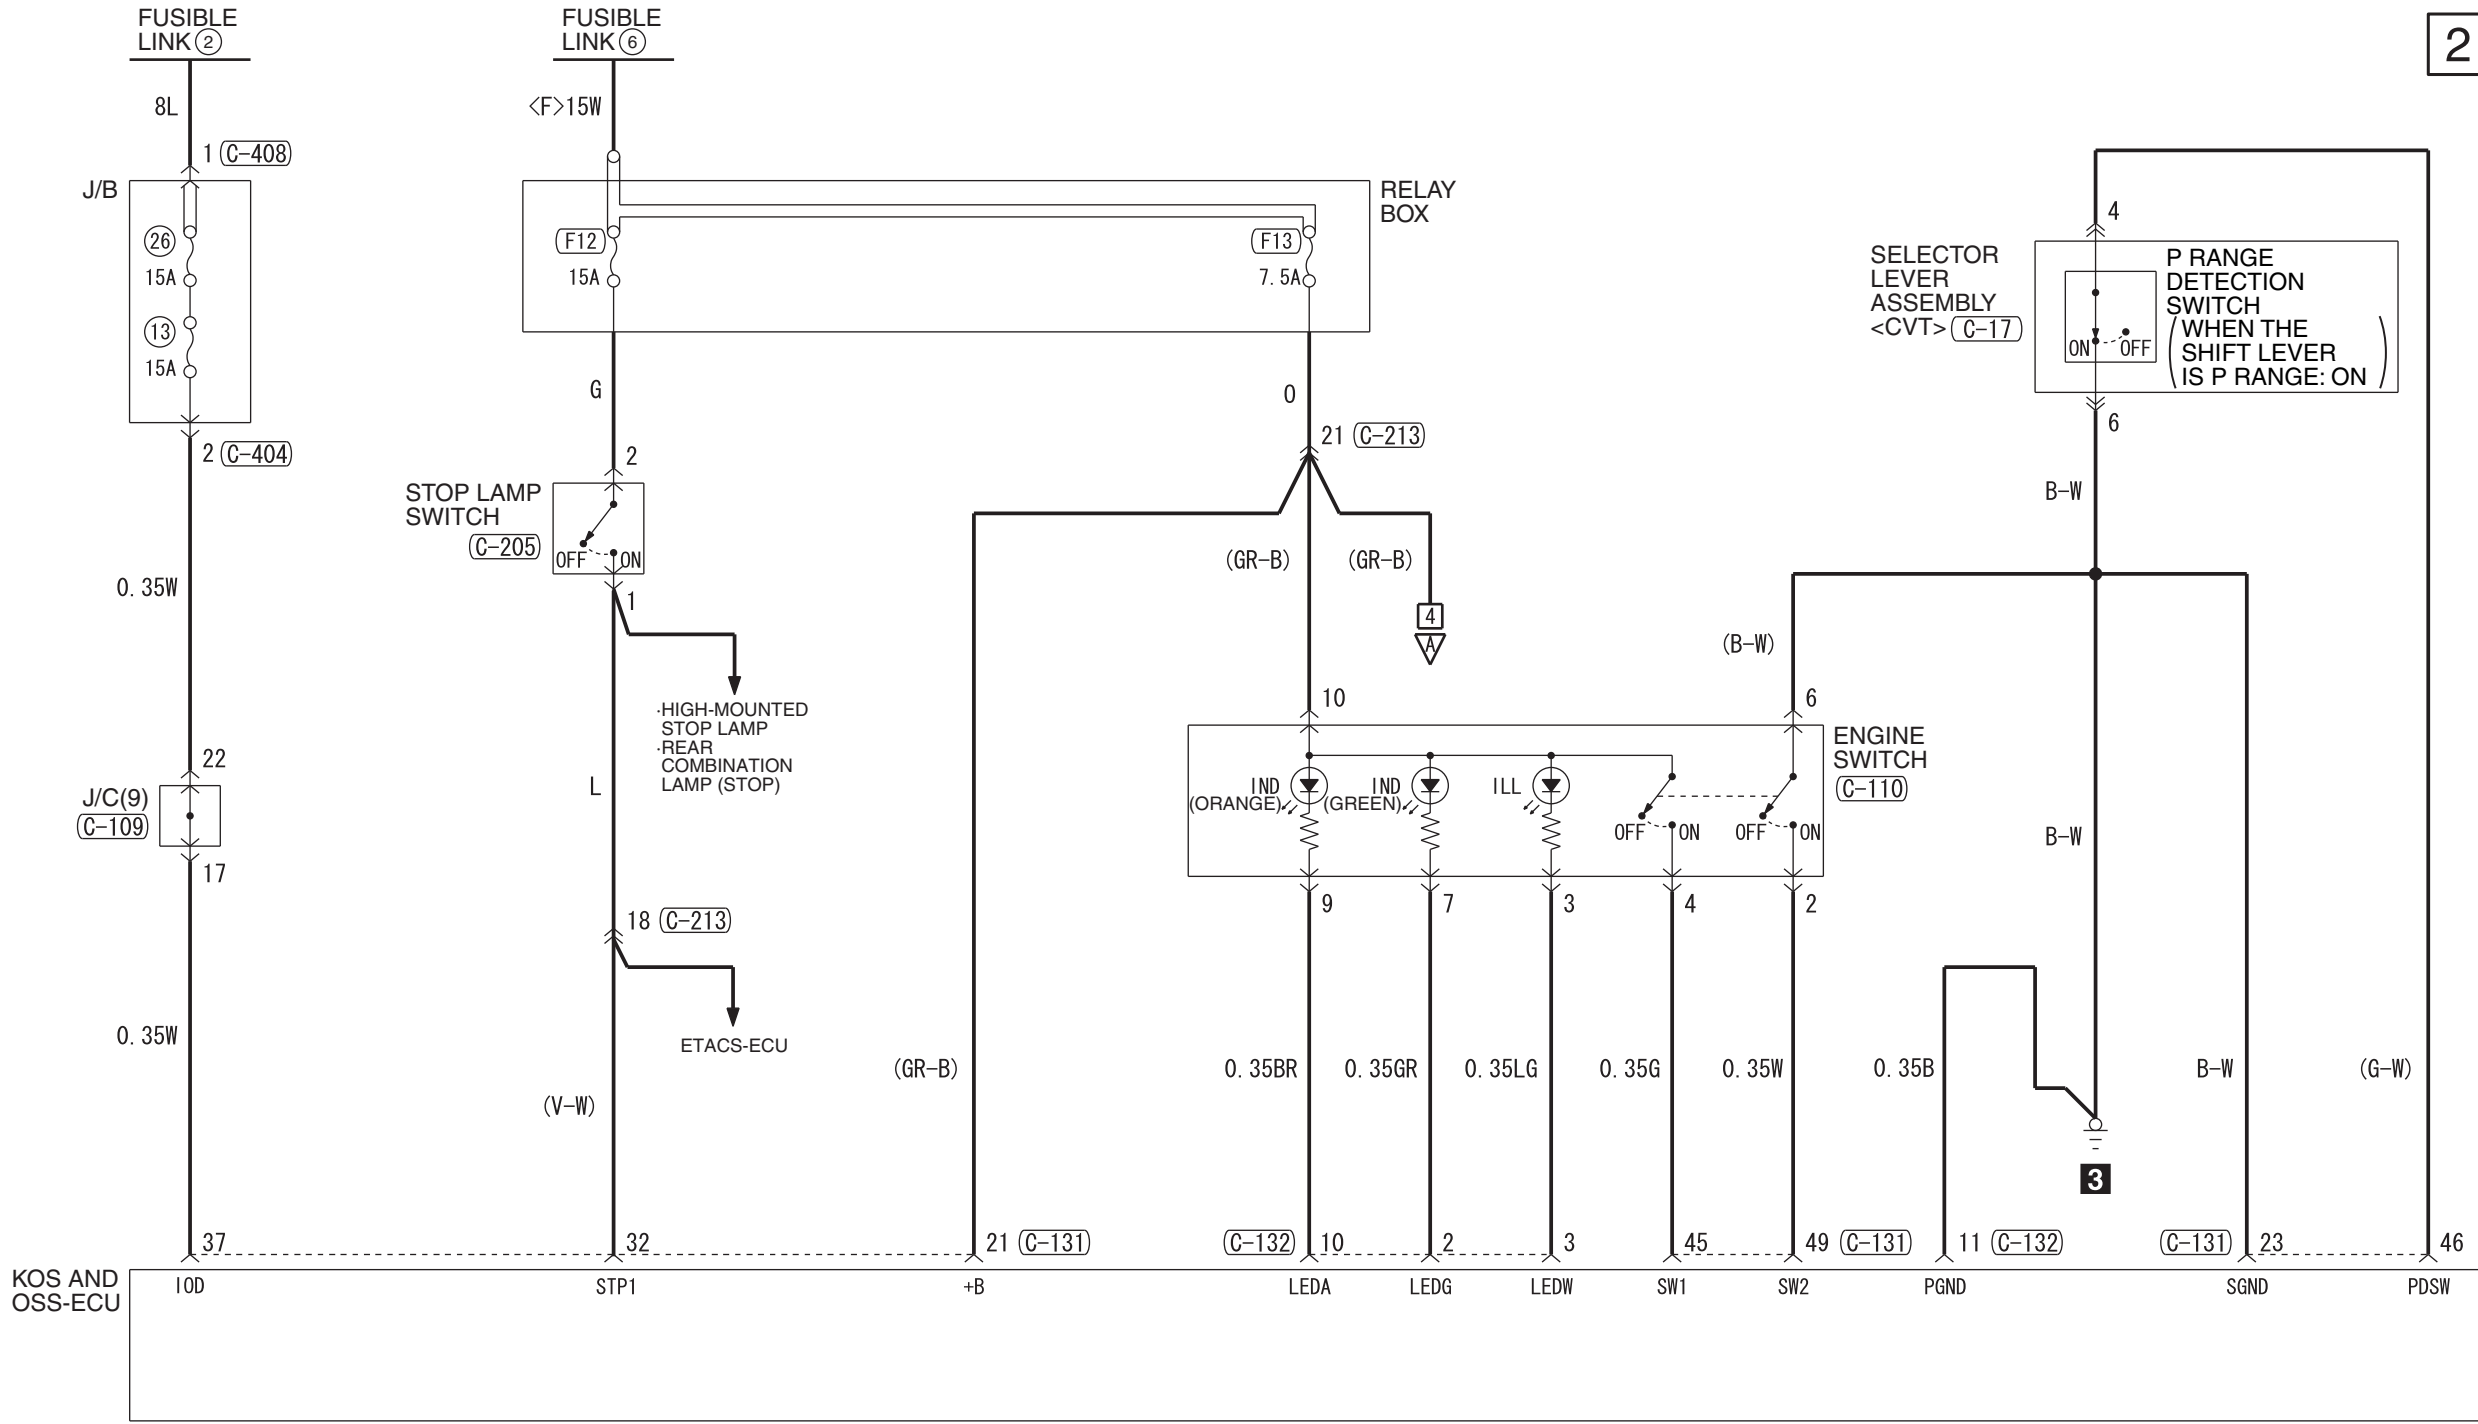 FUSIBLE
LINK 2
FUSIBLE
LINK 6
2
8L
<F>15W
1 C-408
J/B
RELAY
BOX
26
15A
13
15A
F12
15A
F13
7.5A
4
SELECTOR
LEVER
ASSEMBLY
<CVT> C-17
P RANGE
DETECTION
SWITCH
(WHEN THE
SHIFT LEVER
IS P RANGE: ON)
ON OFF
6
G
O
2 C-404
2
21 C-213
STOP LAMP
SWITCH
C-205
OFF ON
1
B-W
(GR-B)
(GR-B)
4
A
0.35W
(B-W)
·HIGH-MOUNTED
STOP LAMP
·REAR
COMBINATION
LAMP (STOP)
10
6
ENGINE
SWITCH
C-110
22
J/C(9)
C-109
17
L
IND
(ORANGE)
IND
(GREEN)
ILL
OFF ON
OFF ON
B-W
9
7
3
4
2
18 C-213
ETACS-ECU
0.35W
(V-W)
(GR-B)
0.35BR
0.35GR
0.35LG
0.35G
0.35W
0.35B
B-W
(G-W)
3
37
32
21 C-131
C-132 10
2
3
45
49 C-131
11 C-132
C-131 23
46
KOS AND
OSS-ECU
IOD
STP1
+B
LEDA
LEDG
LEDW
SW1
SW2
PGND
SGND
PDSW